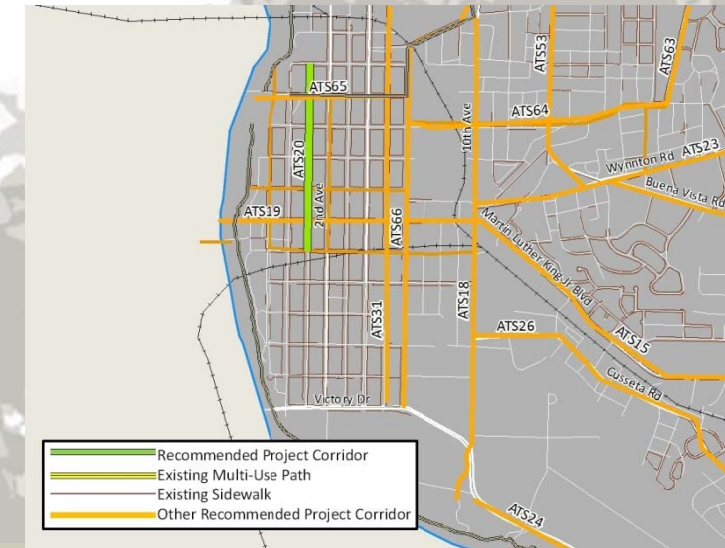 ATS65
ATS20
2nd Ave
ATS19
ATS66
ATS31
10th Ave
ATS18
ATS53
ATS63
ATS64
Wynnton Rd
ATS23
Buena Vista Rd
Martin Luther King Jr Blvd
ATS26
ATS15
Cusseta Rd
Victory Dr
ATS24
Recommended Project Corridor
Existing Multi-Use Path
Existing Sidewalk
Other Recommended Project Corridor